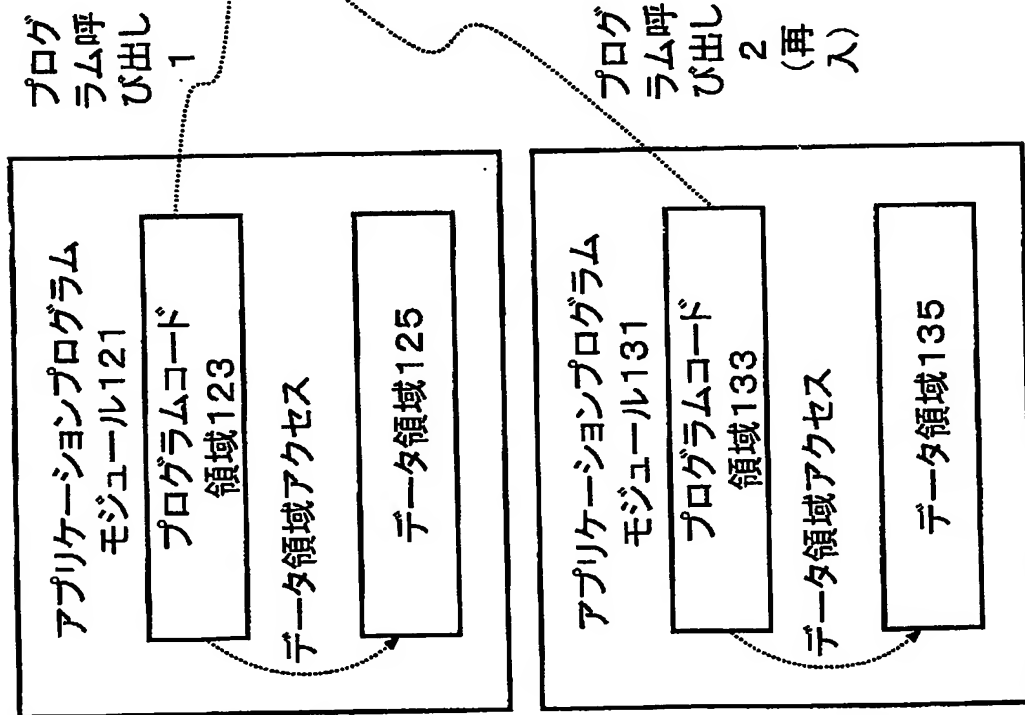 プログ
ラム呼
び出し
1
アプリケーションプログラム
モジュール121
プログラムコード
領域123
データ領域アクセス
データ領域125
プログ
ラム呼
び出し
2
(再
入)
アプリケーションプログラム
モジュール131
プログラムコード
領域133
データ領域アクセス
データ領域135